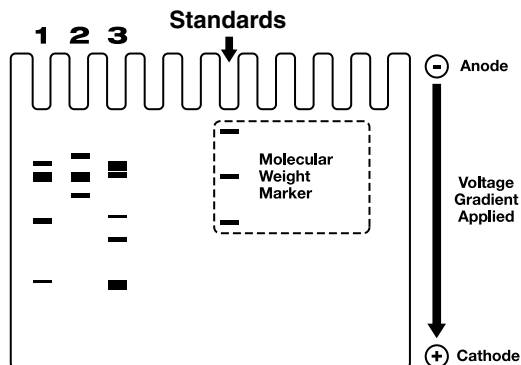 Standards
1 2 3
- Anode
Molecular
Weight
Marker
Voltage
Gradient
Applied
+ Cathode